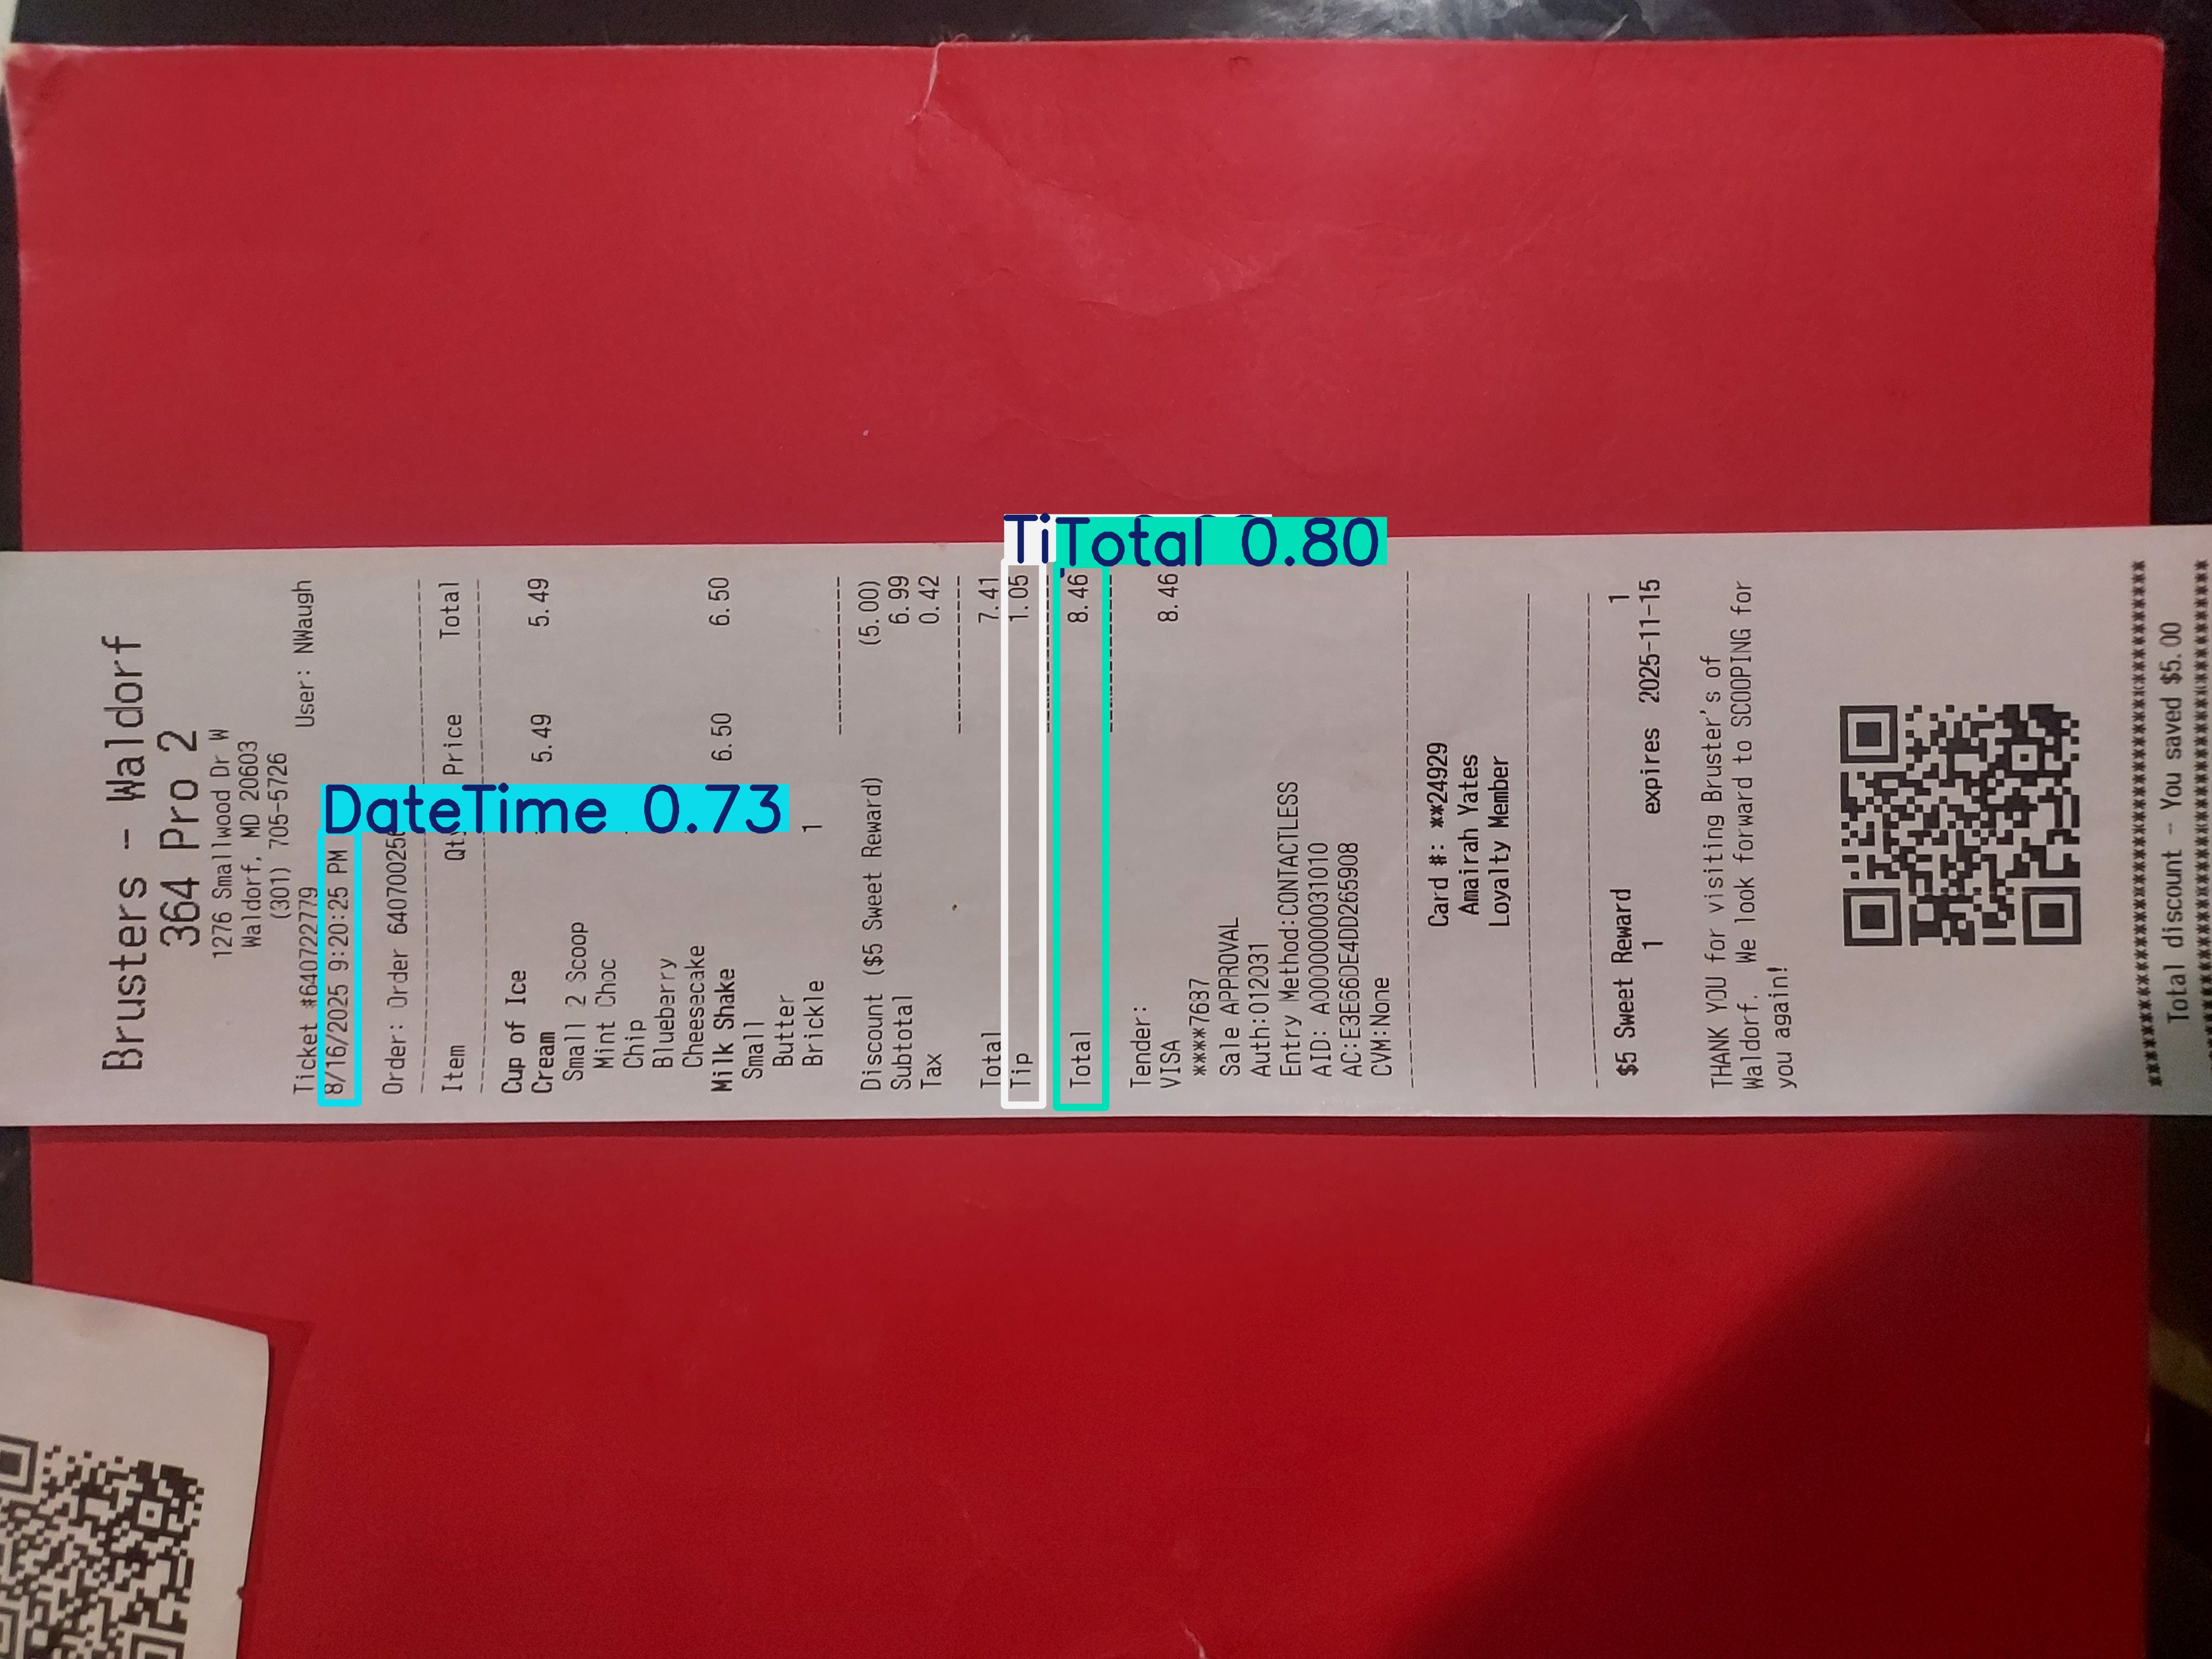 Brusters - Waldorf
364 Pro 2
1276 Smallwood Dr W
Waldorf, MD 20603
(301) 705-5726
Ticket #640722779 User: NWaugh
8/16/2025 9:20:25 PM
DateTime 0.73
Order: Order 640700250
Item Qty Price Total
Cup of Ice
Cream 5.49 5.49
Small 2 Scoop
Mint Choc
Chip
Blueberry
Cheesecake
Milk Shake 6.50 6.50
Small
Butter
Brickle 1
Discount ($5 Sweet Reward) (5.00)
Subtotal 6.99
Tax 0.42
Total 7.41
Tip 1.05
Ti
Total 0.80
Total 8.46
Tender:
VISA 8.46
*****7687
Sale APPROVAL
Auth:012031
Entry Method:CONTACTLESS
AID: A0000000031010
AC:E3E66DE4DD265908
CVM:None
Card #: **24929
Amairah Yates
Loyalty Member
$5 Sweet Reward 1
1 expires 2025-11-15
THANK YOU for visiting Bruster's of
Waldorf. We look forward to SCOOPING for
you again!
Total discount - You saved $5.00